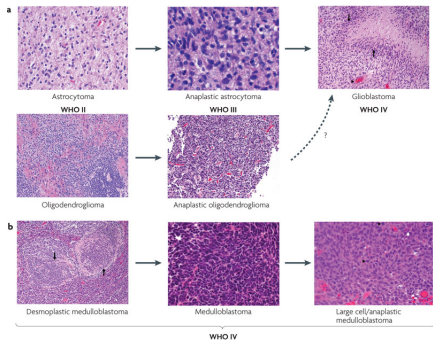 a
Astrocytoma
Anaplastic astrocytoma
Glioblastoma
WHO II
WHO III
WHO IV
?
Oligodendroglioma
Anaplastic oligodendroglioma
b
Desmoplastic medulloblastoma
Medulloblastoma
Large cell/anaplastic
medulloblastoma
WHO IV